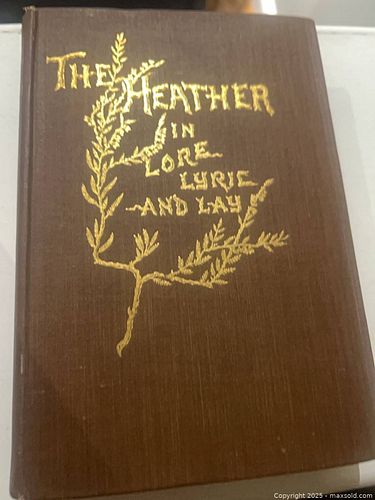 THE HEATHER
IN
LORE
LYRIC
AND LAY
Copyright 2025 - maxsold.com